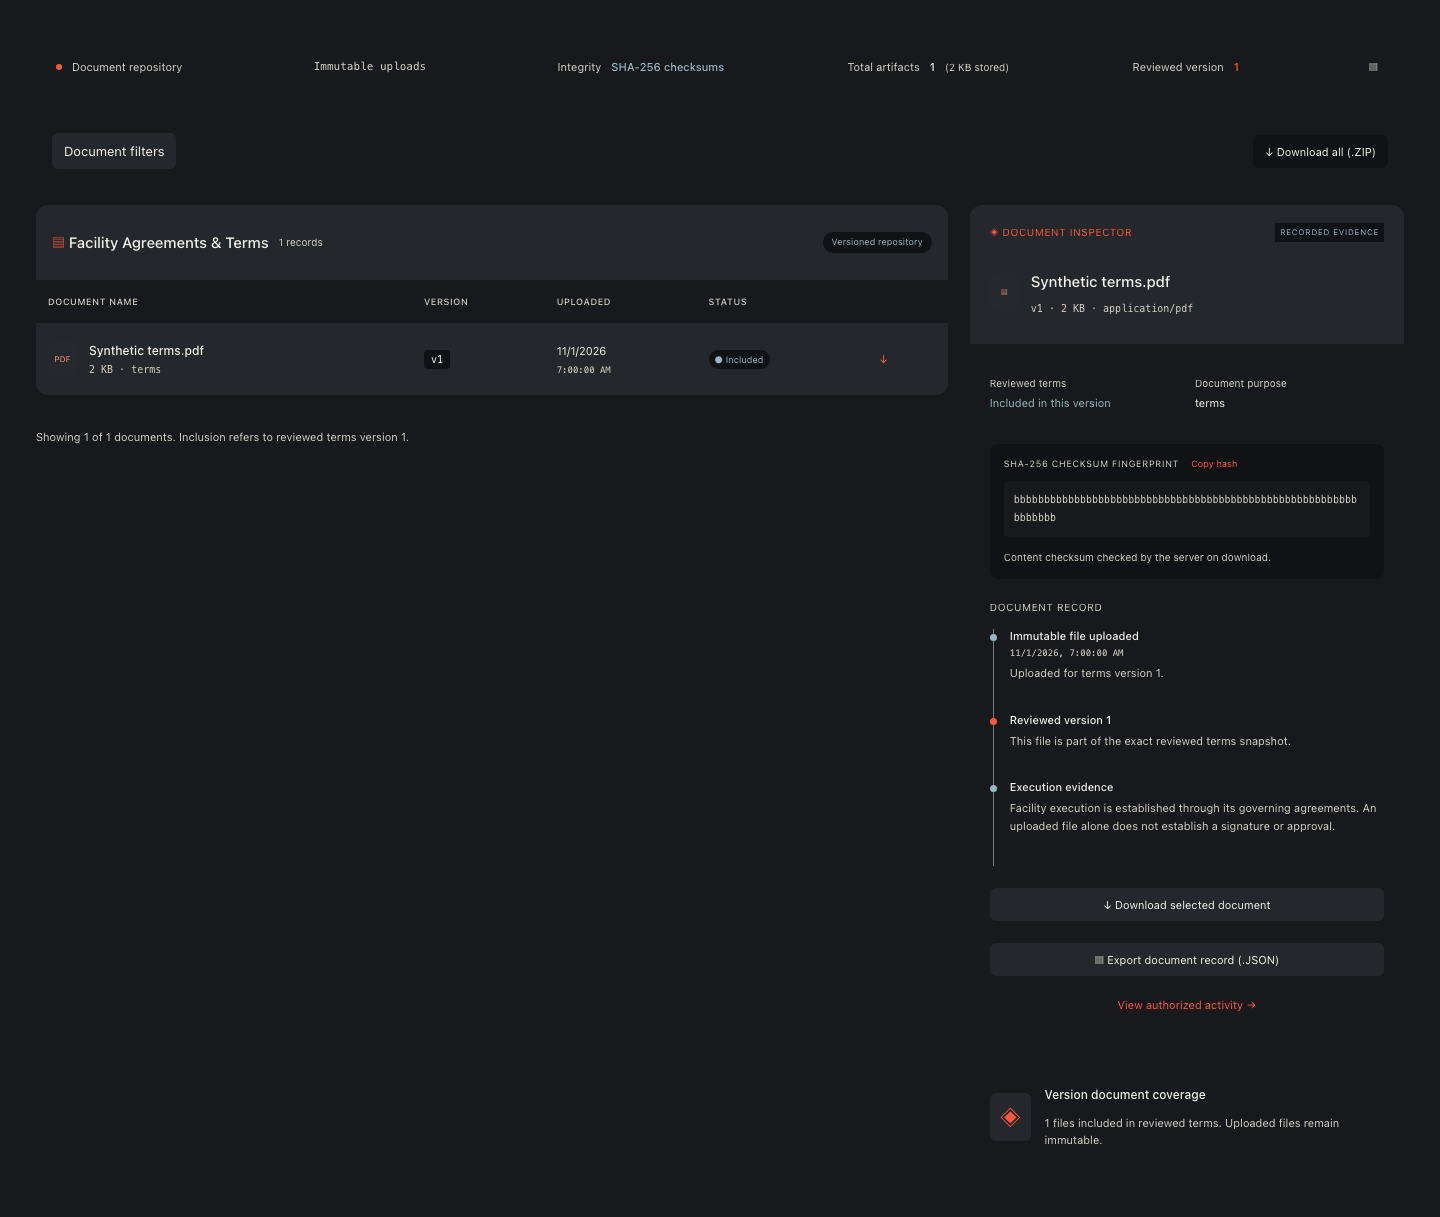 Document repository
Immutable uploads
Integrity SHA-256 checksums
Total artifacts 1 (2 KB stored)
Reviewed version 1
Document filters
↓ Download all (.ZIP)
Facility Agreements & Terms 1 records
Versioned repository
DOCUMENT NAME VERSION UPLOADED STATUS
PDF
Synthetic terms.pdf
2 KB · terms
v1
11/1/2026
7:00:00 AM
Included
↓
Showing 1 of 1 documents. Inclusion refers to reviewed terms version 1.
DOCUMENT INSPECTOR
RECORDED EVIDENCE
Synthetic terms.pdf
v1 · 2 KB · application/pdf
Reviewed terms
Included in this version
Document purpose
terms
SHA-256 CHECKSUM FINGERPRINT Copy hash
bbbbbbbbbbbbbbbbbbbbbbbbbbbbbbbbbbbbbbbbbbbbbbbbbbbbbbbbb
bbbbbbb
Content checksum checked by the server on download.
DOCUMENT RECORD
Immutable file uploaded
11/1/2026, 7:00:00 AM
Uploaded for terms version 1.
Reviewed version 1
This file is part of the exact reviewed terms snapshot.
Execution evidence
Facility execution is established through its governing agreements. An
uploaded file alone does not establish a signature or approval.
↓ Download selected document
Export document record (.JSON)
View authorized activity →
Version document coverage
1 files included in reviewed terms. Uploaded files remain
immutable.